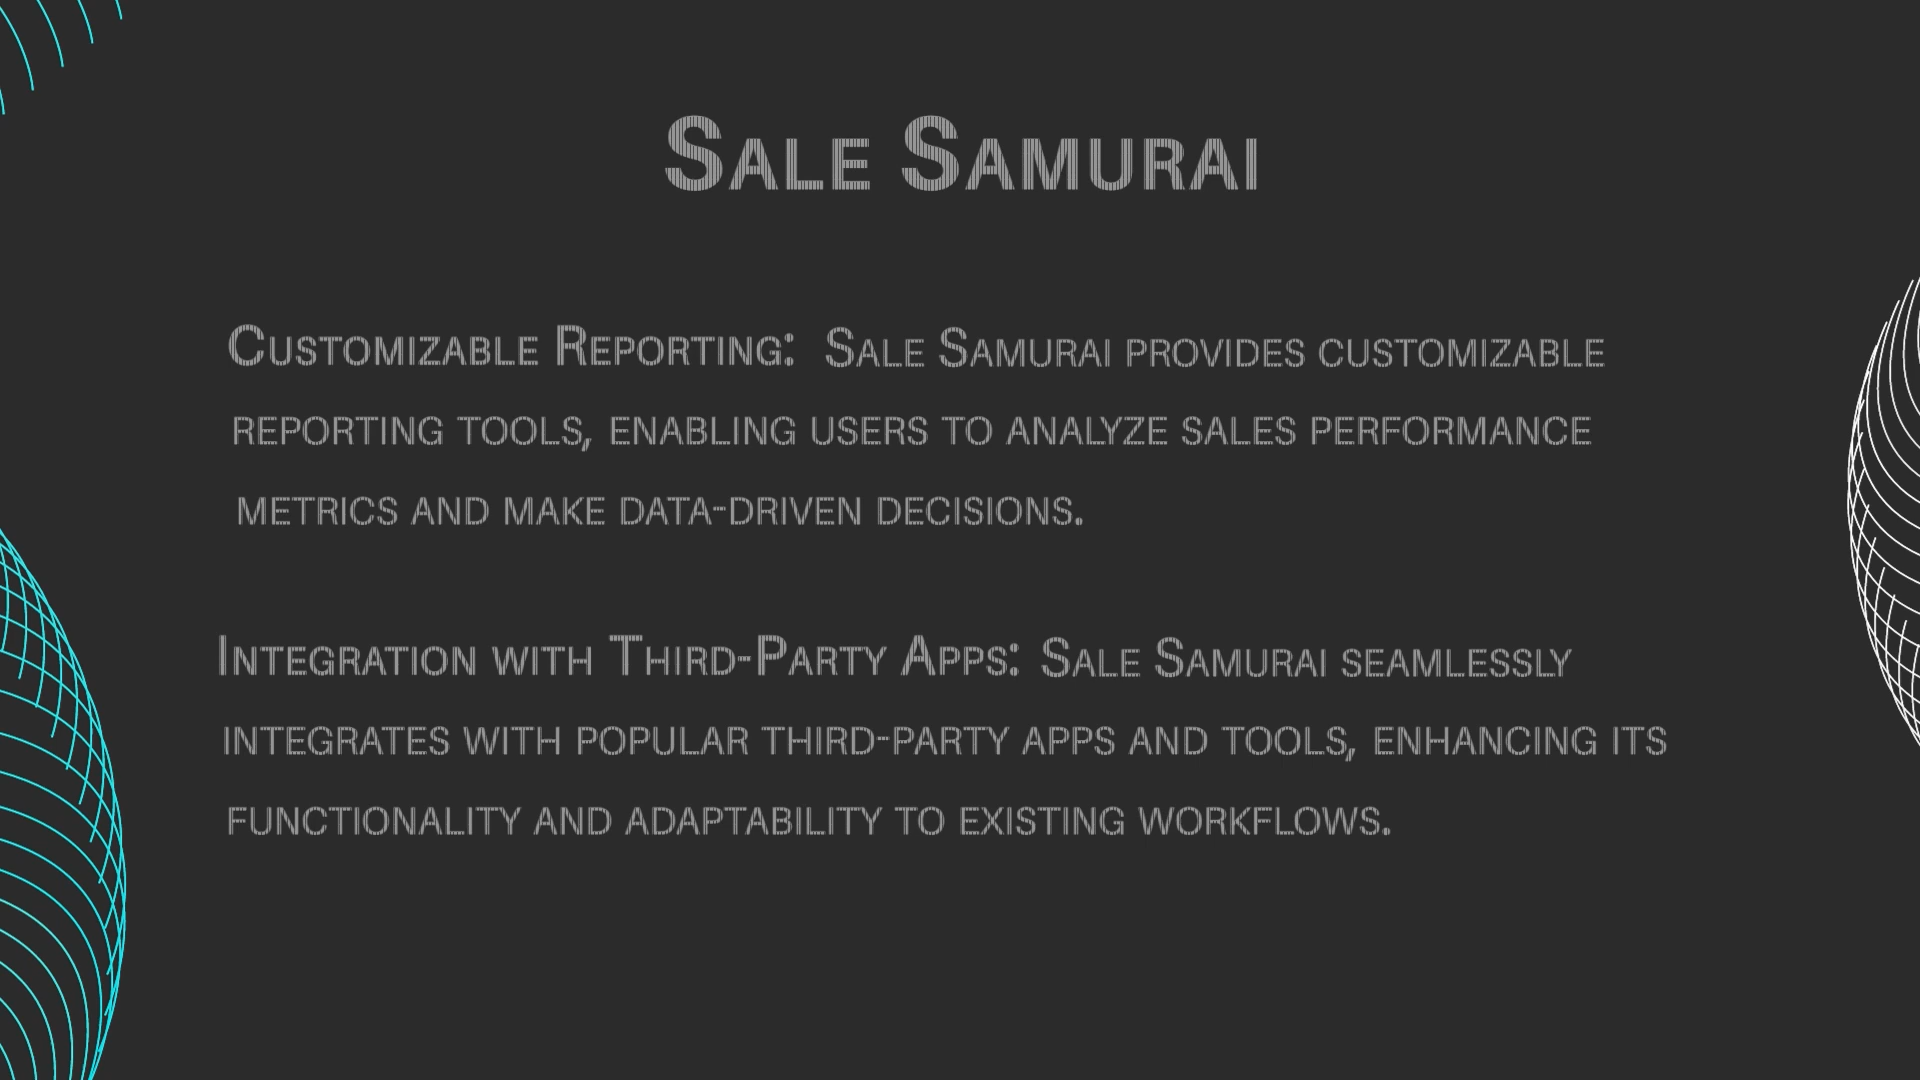 Sale Samurai
Customizable Reporting: Sale Samurai provides customizable
reporting tools, enabling users to analyze sales performance
metrics and make data-driven decisions.
Integration with Third-Party Apps: Sale Samurai seamlessly
integrates with popular third-party apps and tools, enhancing its
functionality and adaptability to existing workflows.